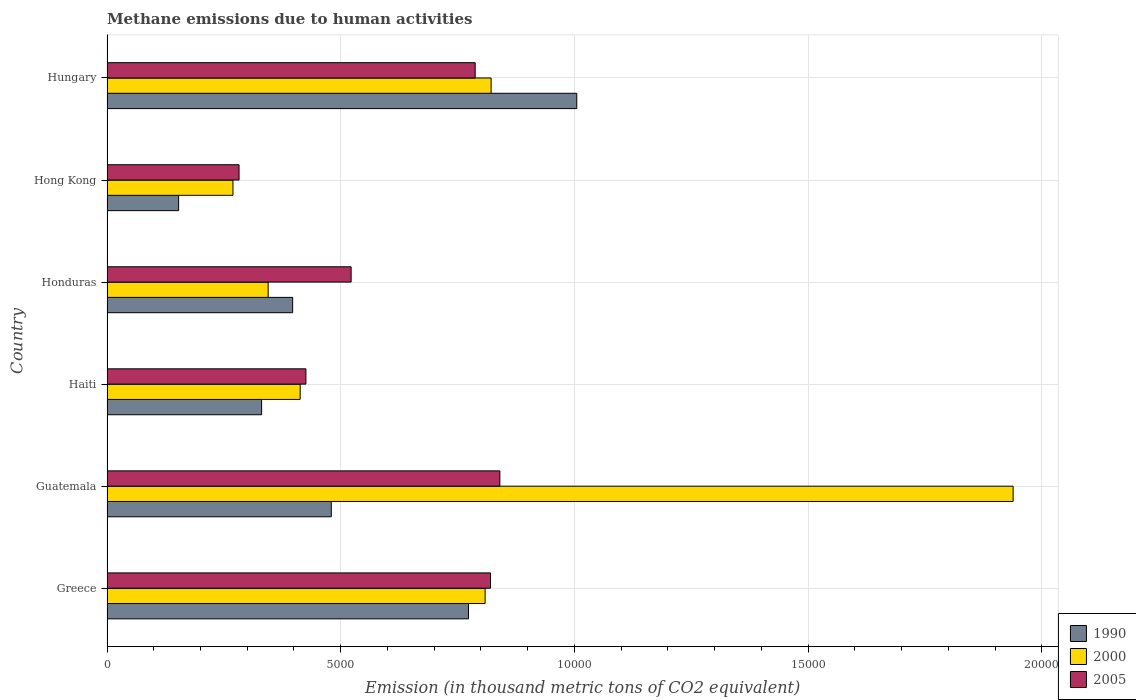 Methane emissions due to human activities
Country
Hungary
Hong Kong
Honduras
Haiti
Guatemala
Greece
0
5000
10000
15000
20000
Emission (in thousand metric tons of CO2 equivalent)
1990
2000
2005